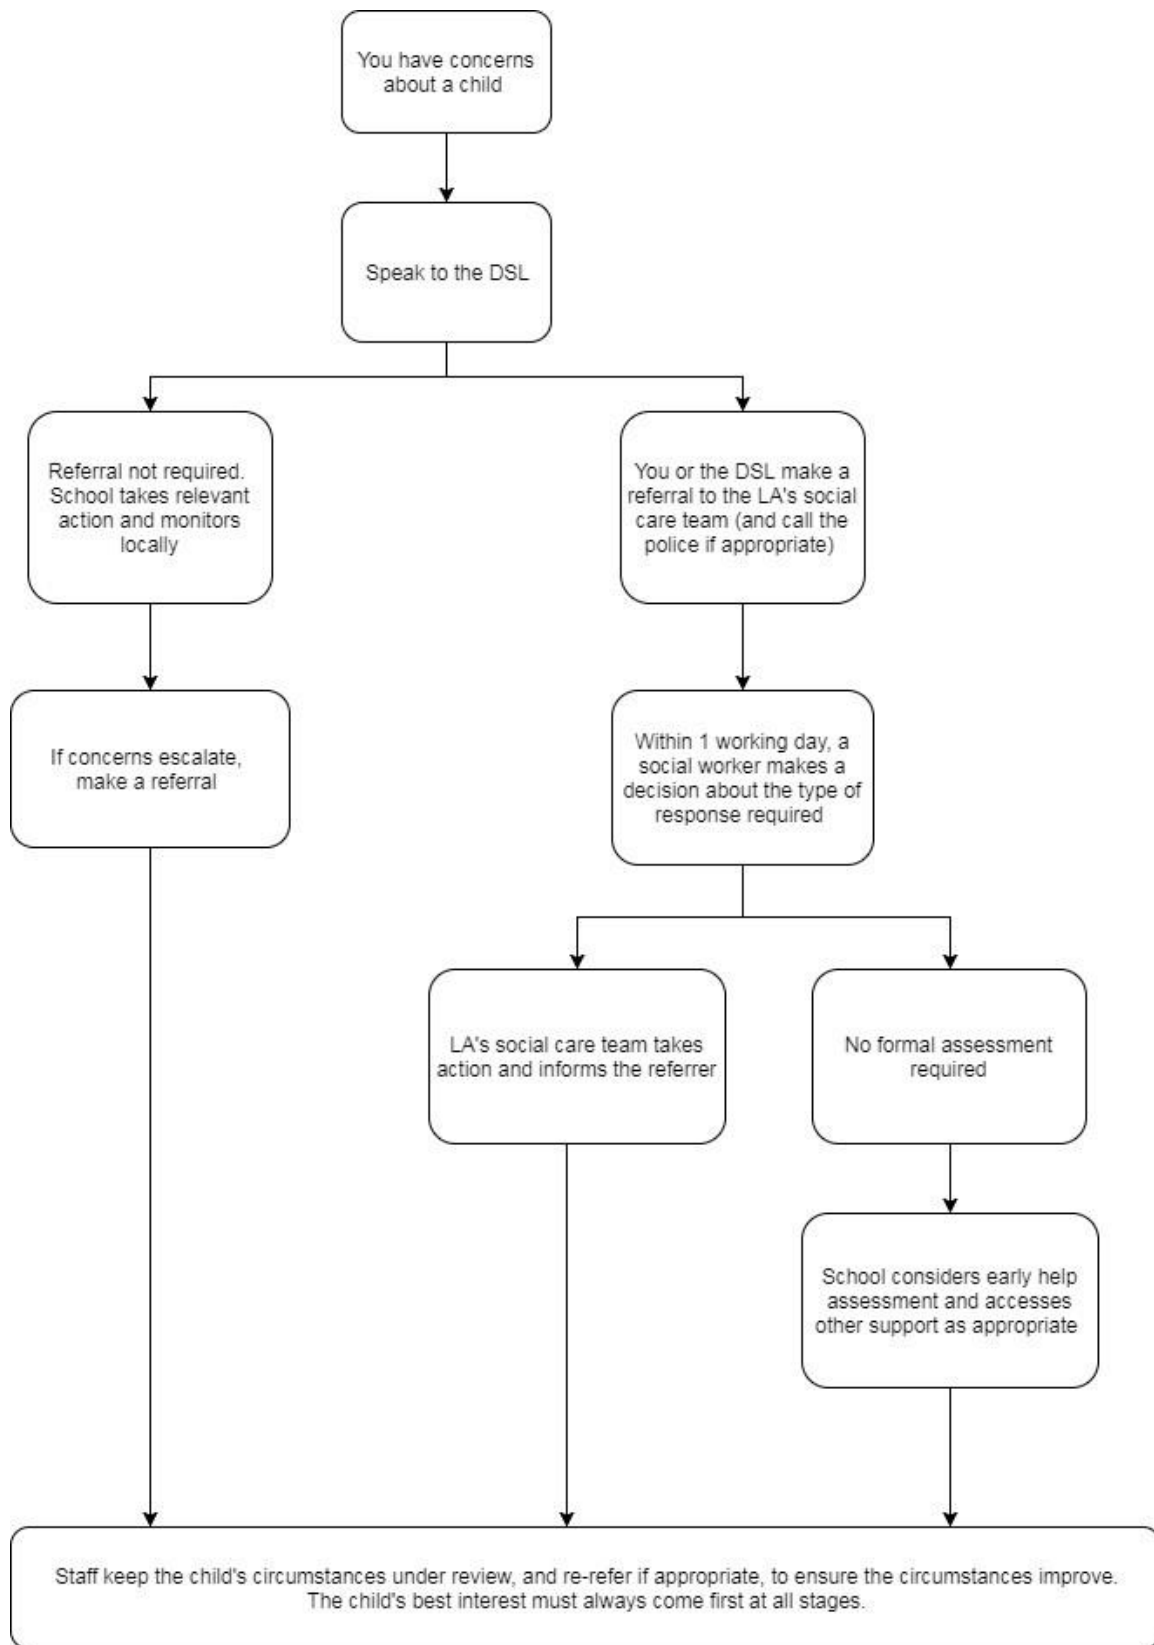 You have concerns
about a child
Speak to the DSL
Referral not required.
School takes relevant
action and monitors
locally
You or the DSL make a
referral to the LA's social
care team (and call the
police if appropriate)
If concerns escalate,
make a referral
Within 1 working day, a
social worker makes a
decision about the type of
response required
LA's social care team takes
action and informs the referrer
No formal assessment
required
School considers early help
assessment and accesses
other support as appropriate
Staff keep the child's circumstances under review, and re-refer if appropriate, to ensure the circumstances improve.
The child's best interest must always come first at all stages.